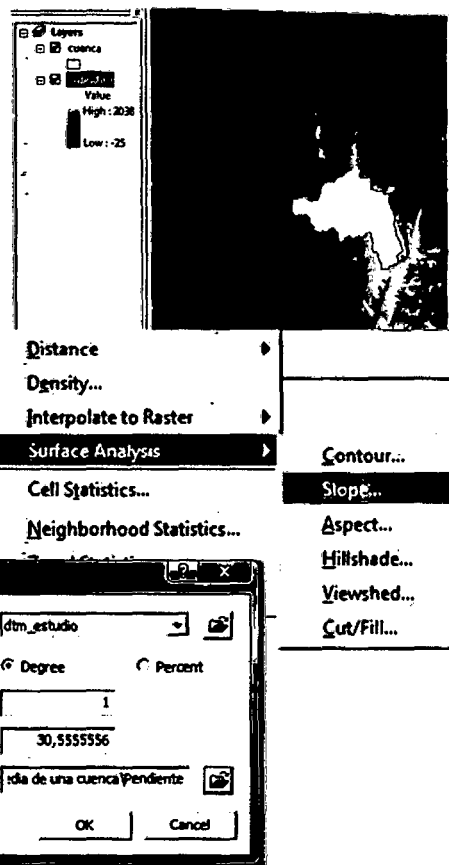 Layers
cuenca
Value
High : 2038
Low : -25
Distance
Density...
Interpolate to Raster
Surface Analysis
Cell Statistics...
Neighborhood Statistics...
Contour...
Slope...
Aspect...
Hillshade...
Viewshed...
Cut/Fill...
? X
dtm_estudio
Degree Percent
1
30,5555556
dia de una cuenca\Pendiente
OK Cancel